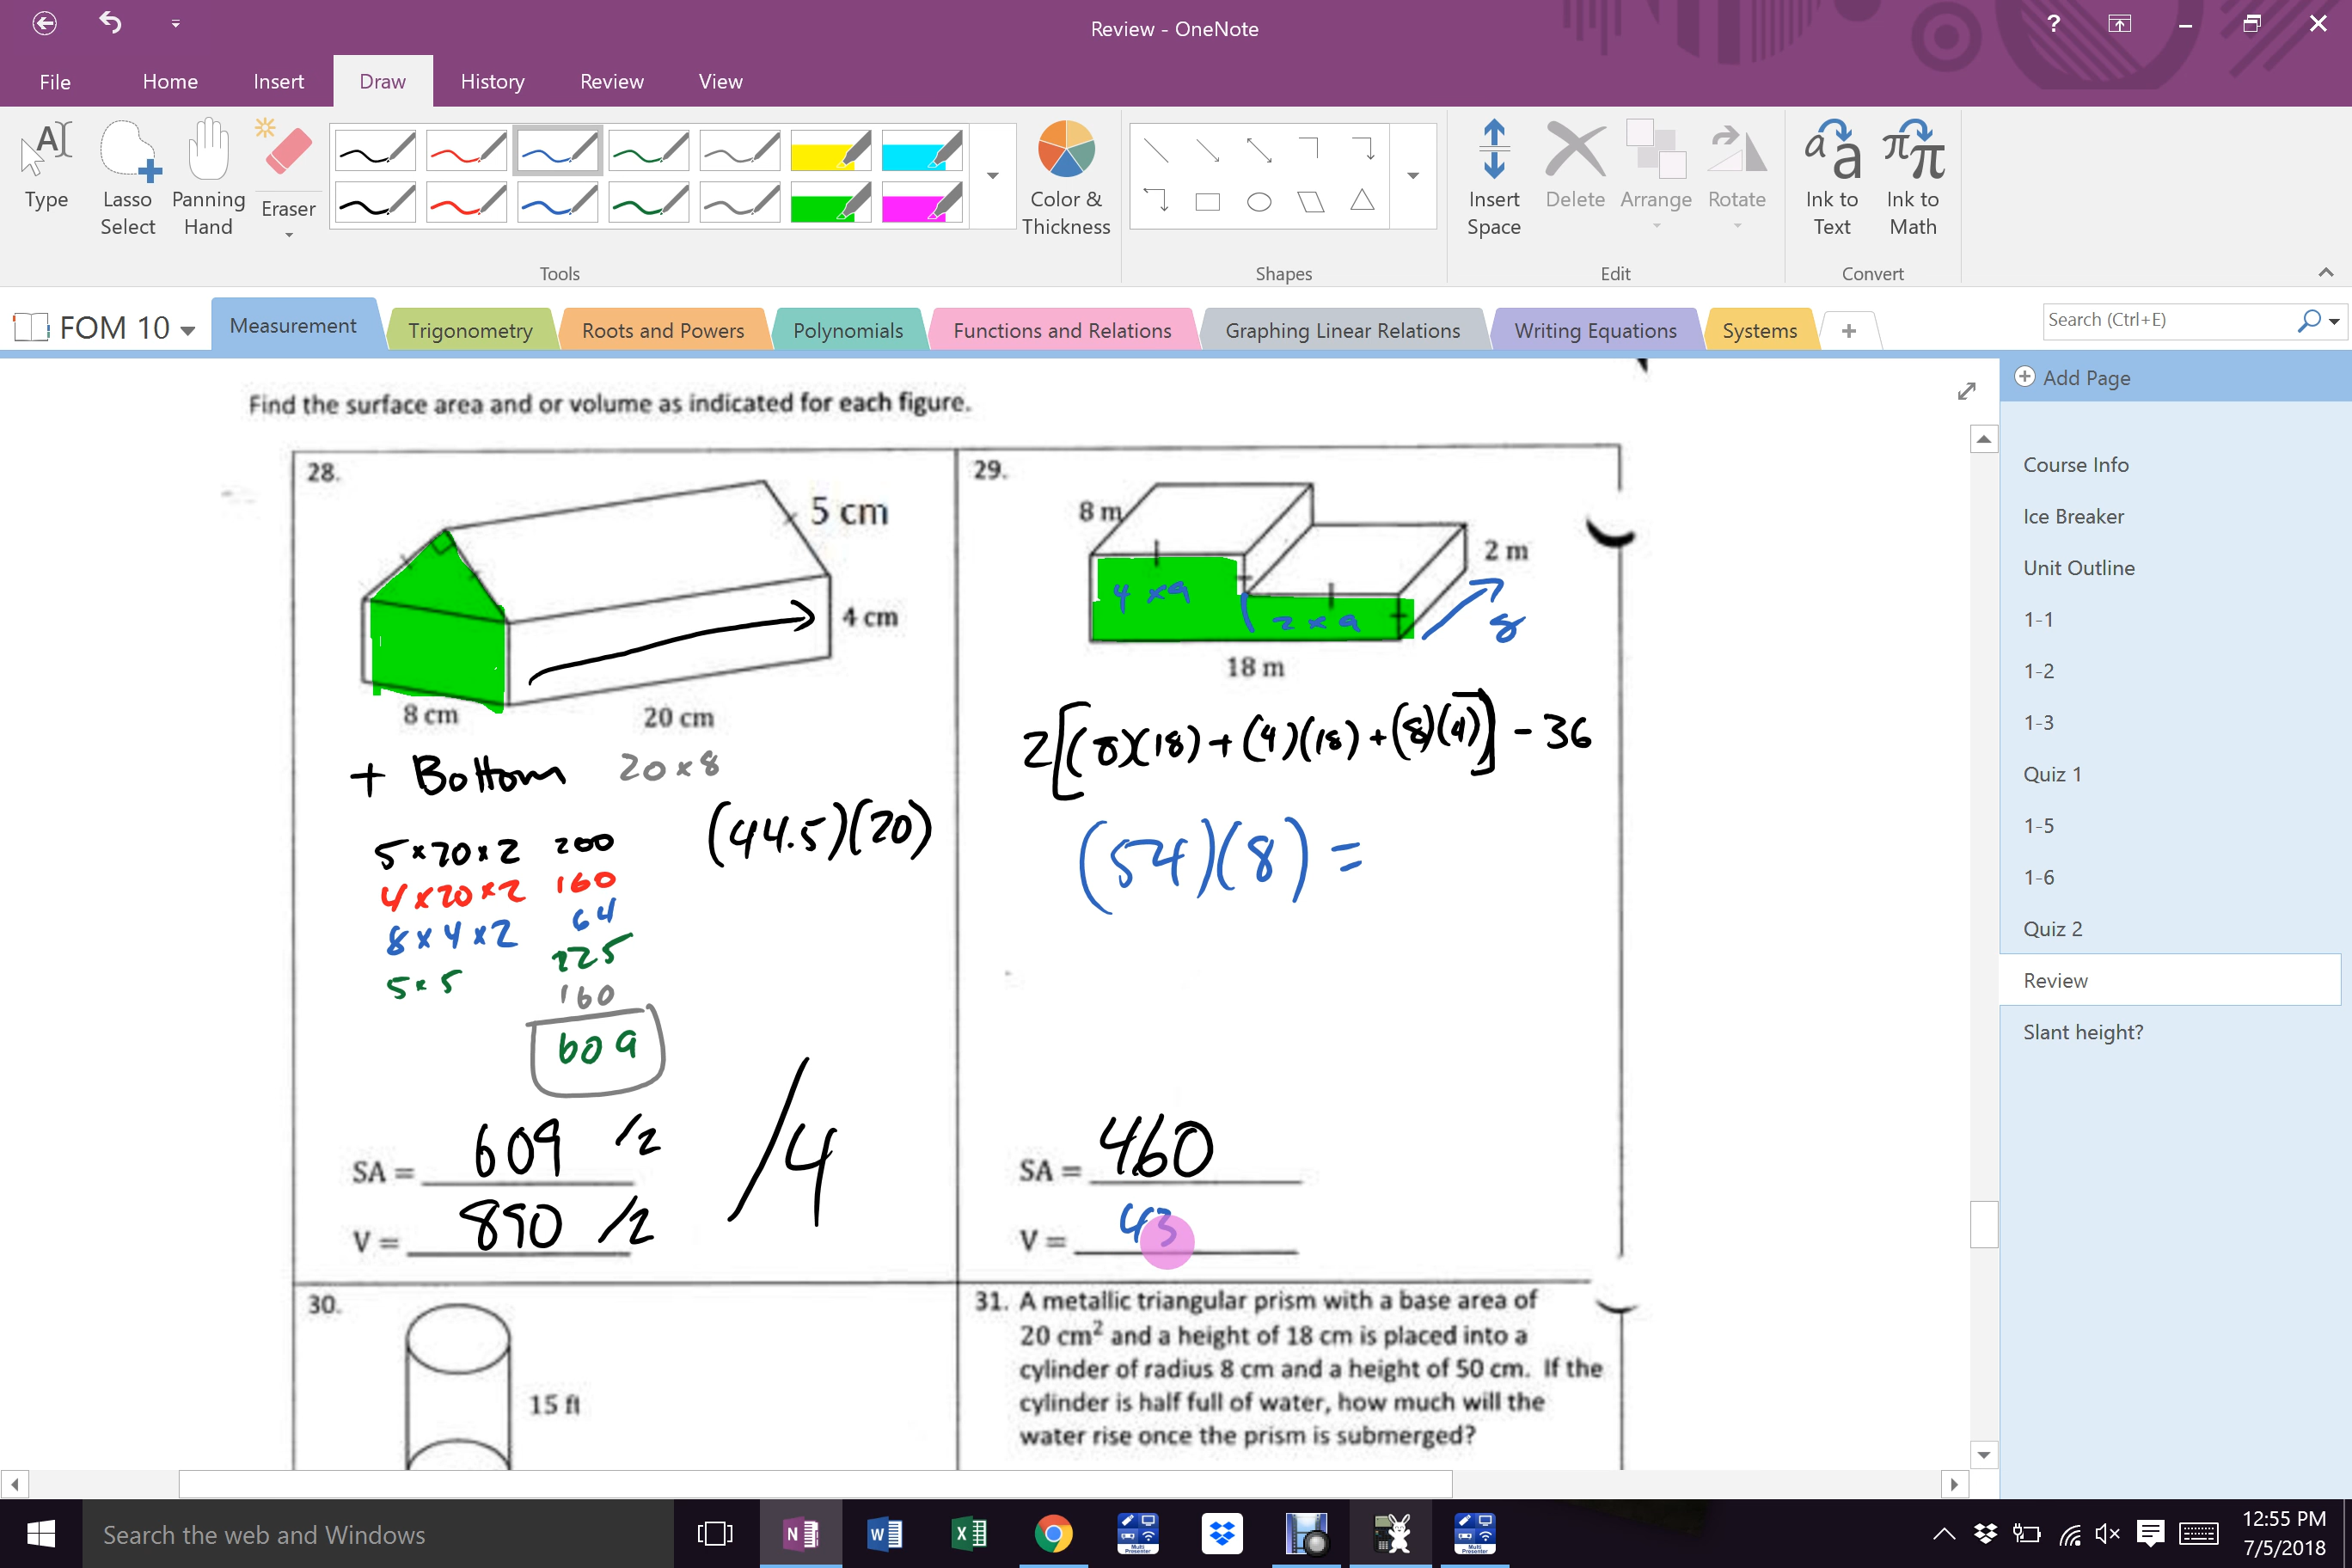 Review - OneNote
File Home Insert Draw History Review View
Type
Lasso Select
Panning Hand
Eraser
Color & Thickness
Insert Space
Delete
Arrange
Rotate
Ink to Text
Ink to Math
Tools
Shapes
Edit
Convert
FOM 10
Measurement Trigonometry Roots and Powers Polynomials Functions and Relations Graphing Linear Relations Writing Equations Systems
Search (Ctrl+E)
Add Page
Course Info
Ice Breaker
Unit Outline
1-1
1-2
1-3
Quiz 1
1-5
1-6
Quiz 2
Review
Slant height?
Find the surface area and or volume as indicated for each figure.
28.
5 cm
4 cm
8 cm
20 cm
+ Bottom 20 x 8
(44.5)(20)
5 x 20 x 2 200
4 x 20 x 2 160
8 x 4 x 2 64
5 x 5 225
160
609
SA = 609 /2
V = 890 /2
/4
29.
8 m
2 m
4 x 9
2 x 9
8
18 m
2[(8)(18) + (4)(18) + (8)(4)] - 36
(54)(8) =
SA = 460
V = 43
30.
15 ft
31. A metallic triangular prism with a base area of
20 cm² and a height of 18 cm is placed into a
cylinder of radius 8 cm and a height of 50 cm. If the
cylinder is half full of water, how much will the
water rise once the prism is submerged?
Search the web and Windows
12:55 PM
7/5/2018